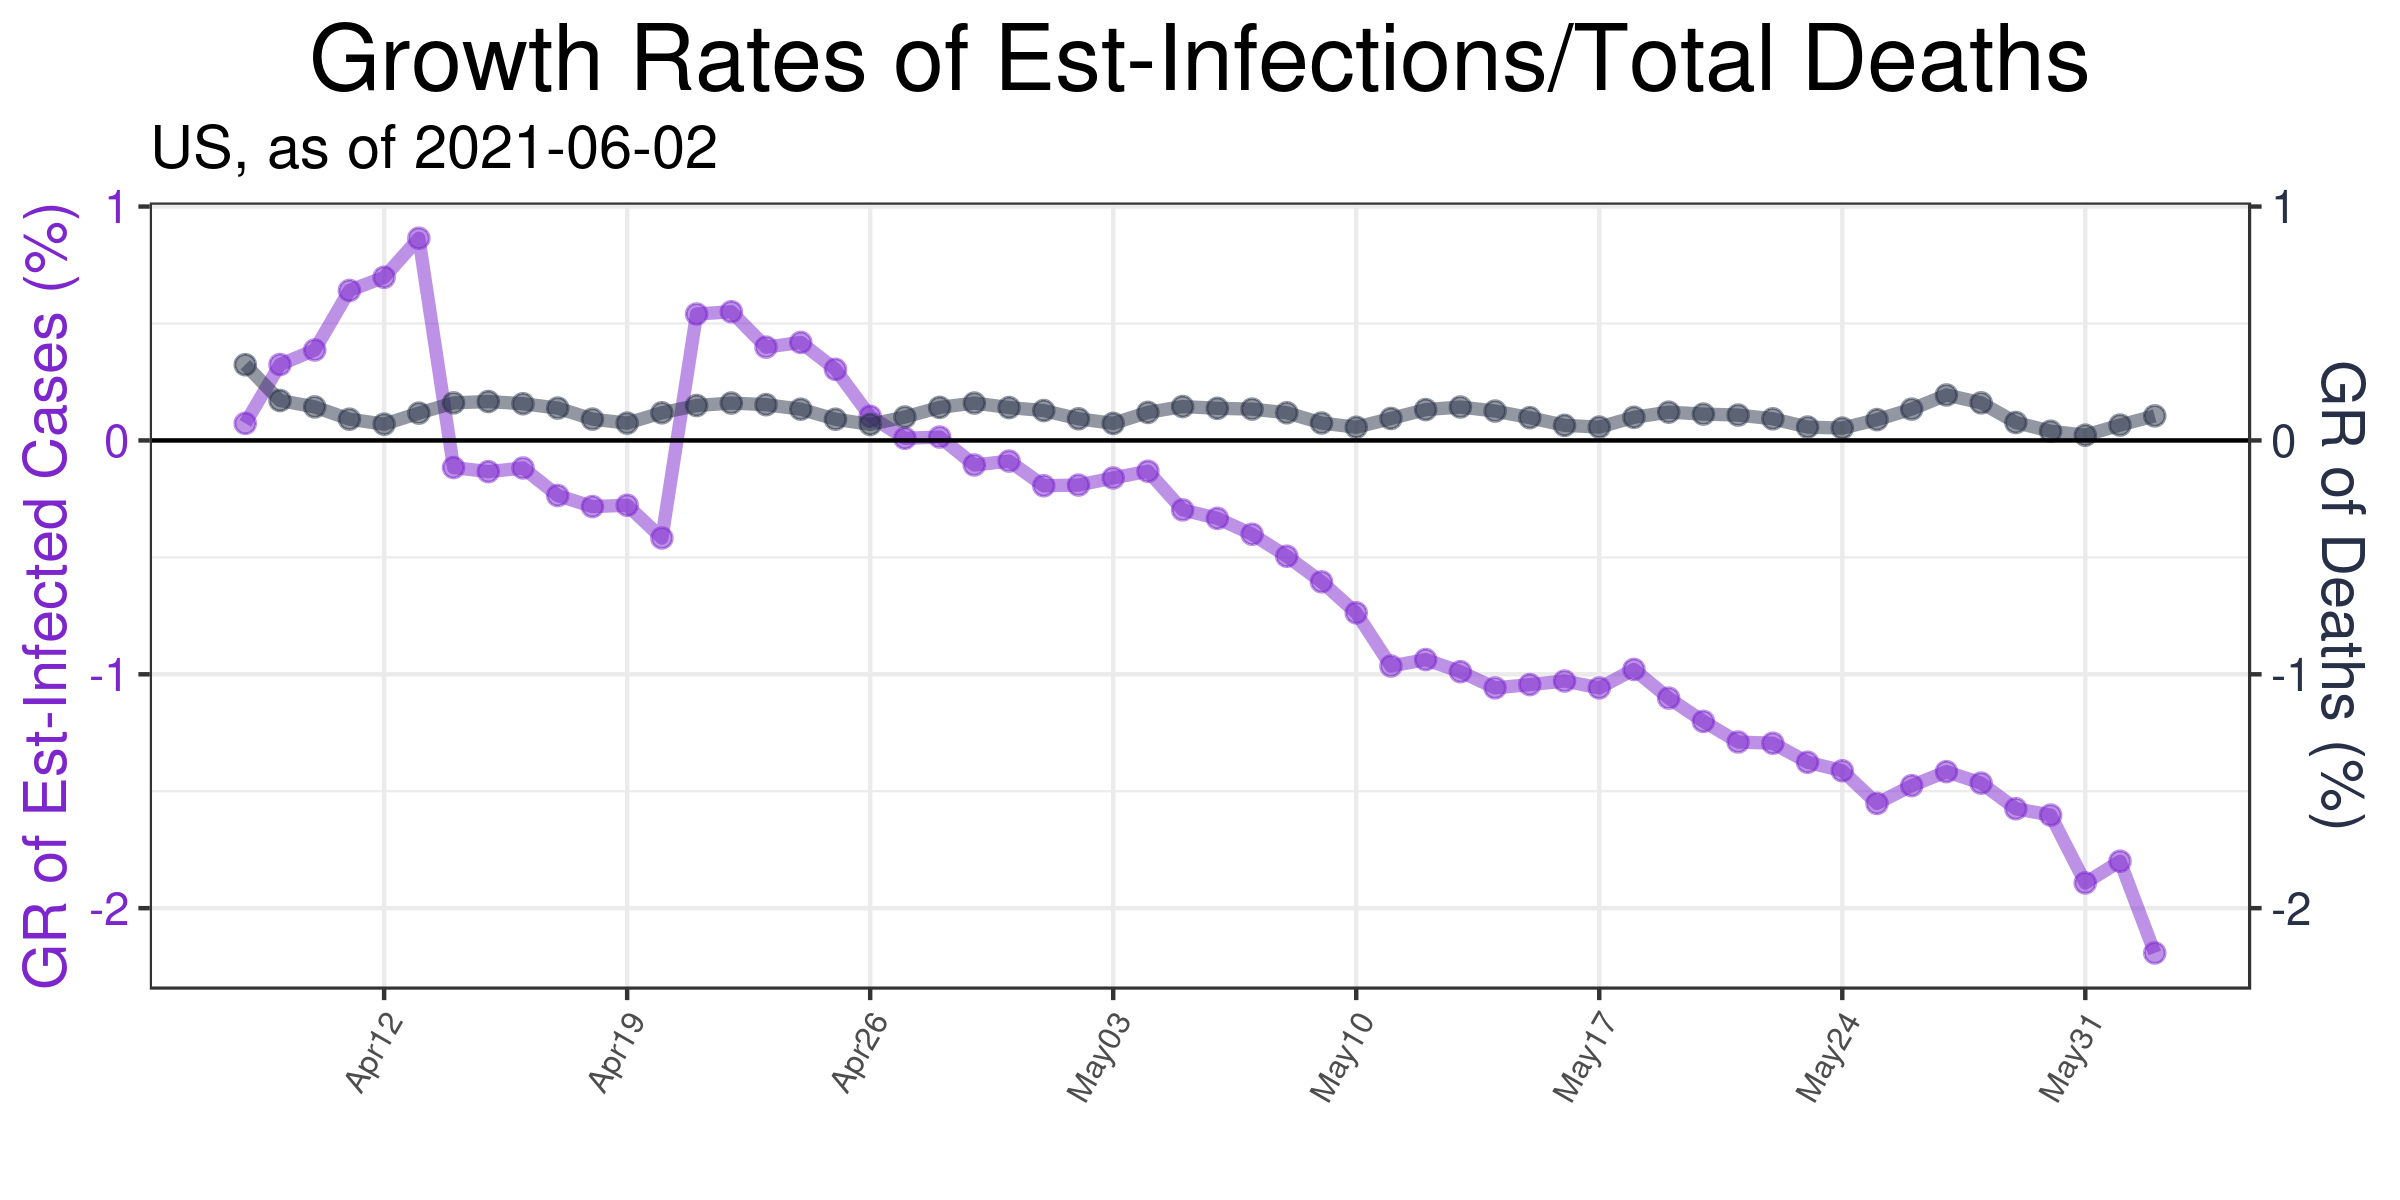 Growth Rates of Est-Infections/Total Deaths
US, as of 2021-06-02
GR of Est-Infected Cases (%)
1
0
-1
-2
1
0
-1
-2
GR of Deaths (%)
Apr12
Apr19
Apr26
May03
May10
May17
May24
May31